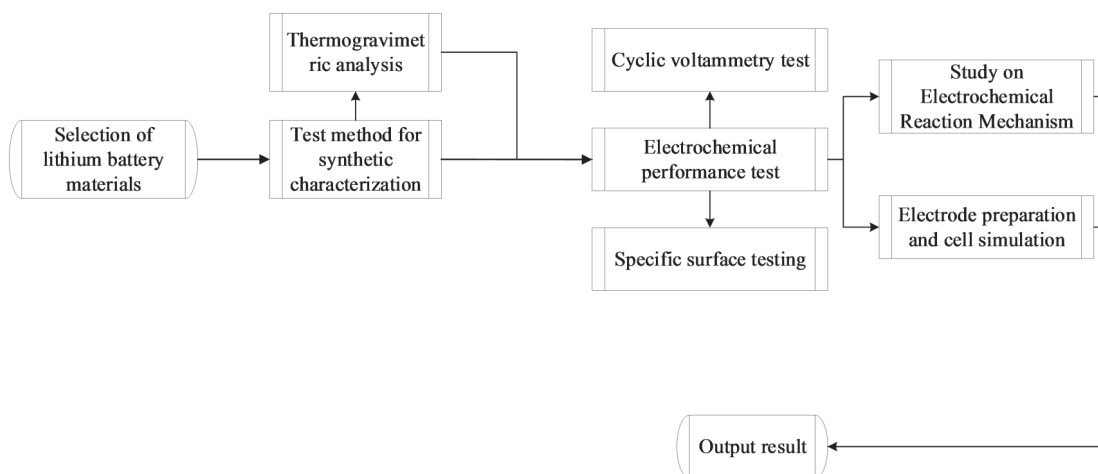 Selection of
lithium battery
materials
Thermogravimet
ric analysis
Test method for
synthetic
characterization
Cyclic voltammetry test
Electrochemical
performance test
Specific surface testing
Study on
Electrochemical
Reaction Mechanism
Electrode preparation
and cell simulation
Output result